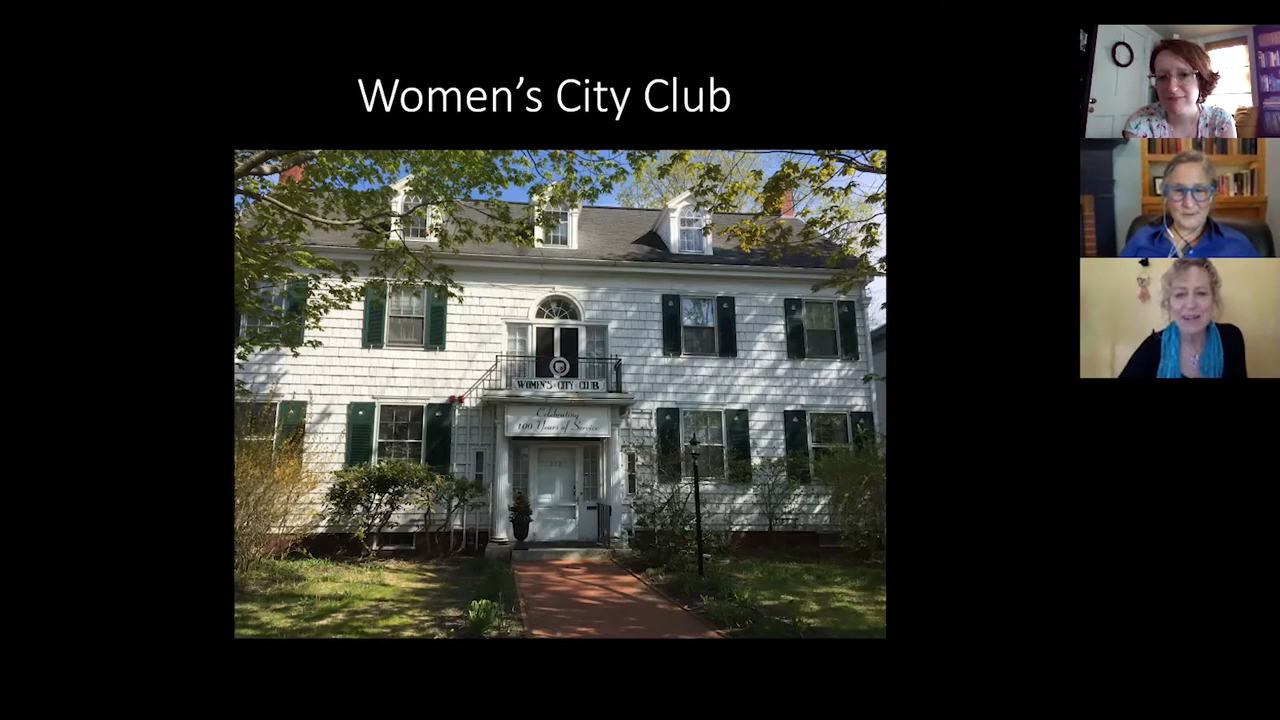 Women’s City Club
WOMEN'S CITY CLUB
Celebrating
100 Years of Service